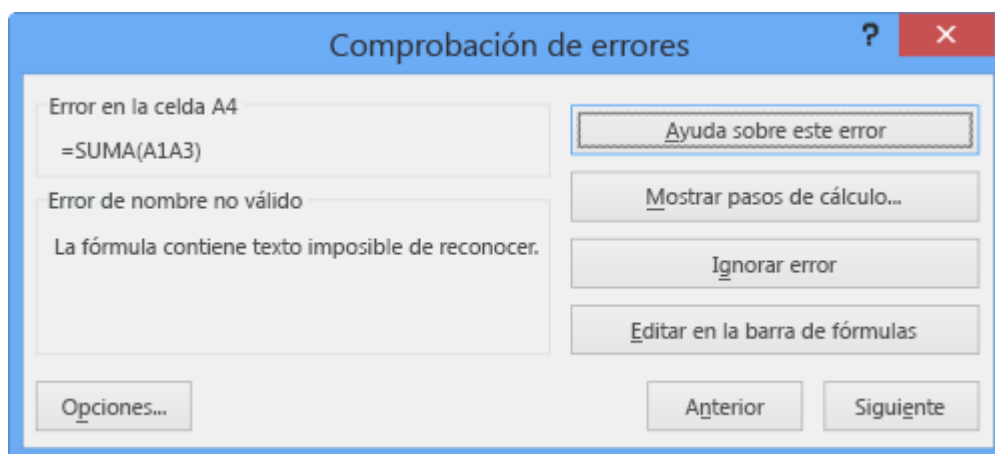 Comprobación de errores
?
Error en la celda A4
=SUMA(A1A3)
Error de nombre no válido
La fórmula contiene texto imposible de reconocer.
Ayuda sobre este error
Mostrar pasos de cálculo...
Ignorar error
Editar en la barra de fórmulas
Opciones...
Anterior
Siguiente